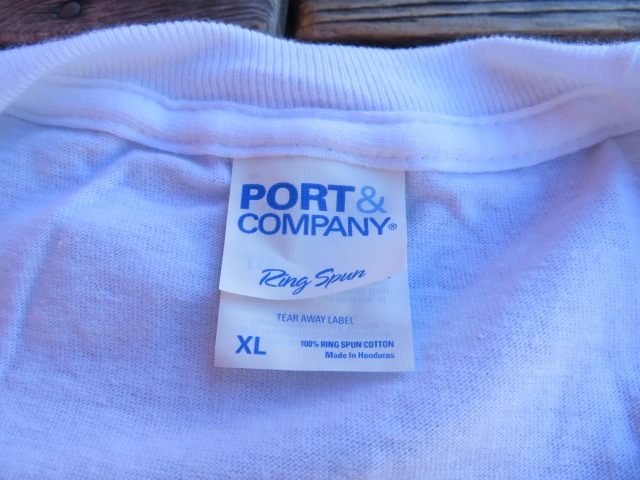 PORT&
COMPANY®
Ring Spun
TEAR AWAY LABEL
XL
100% RING SPUN COTTON
Made In Honduras